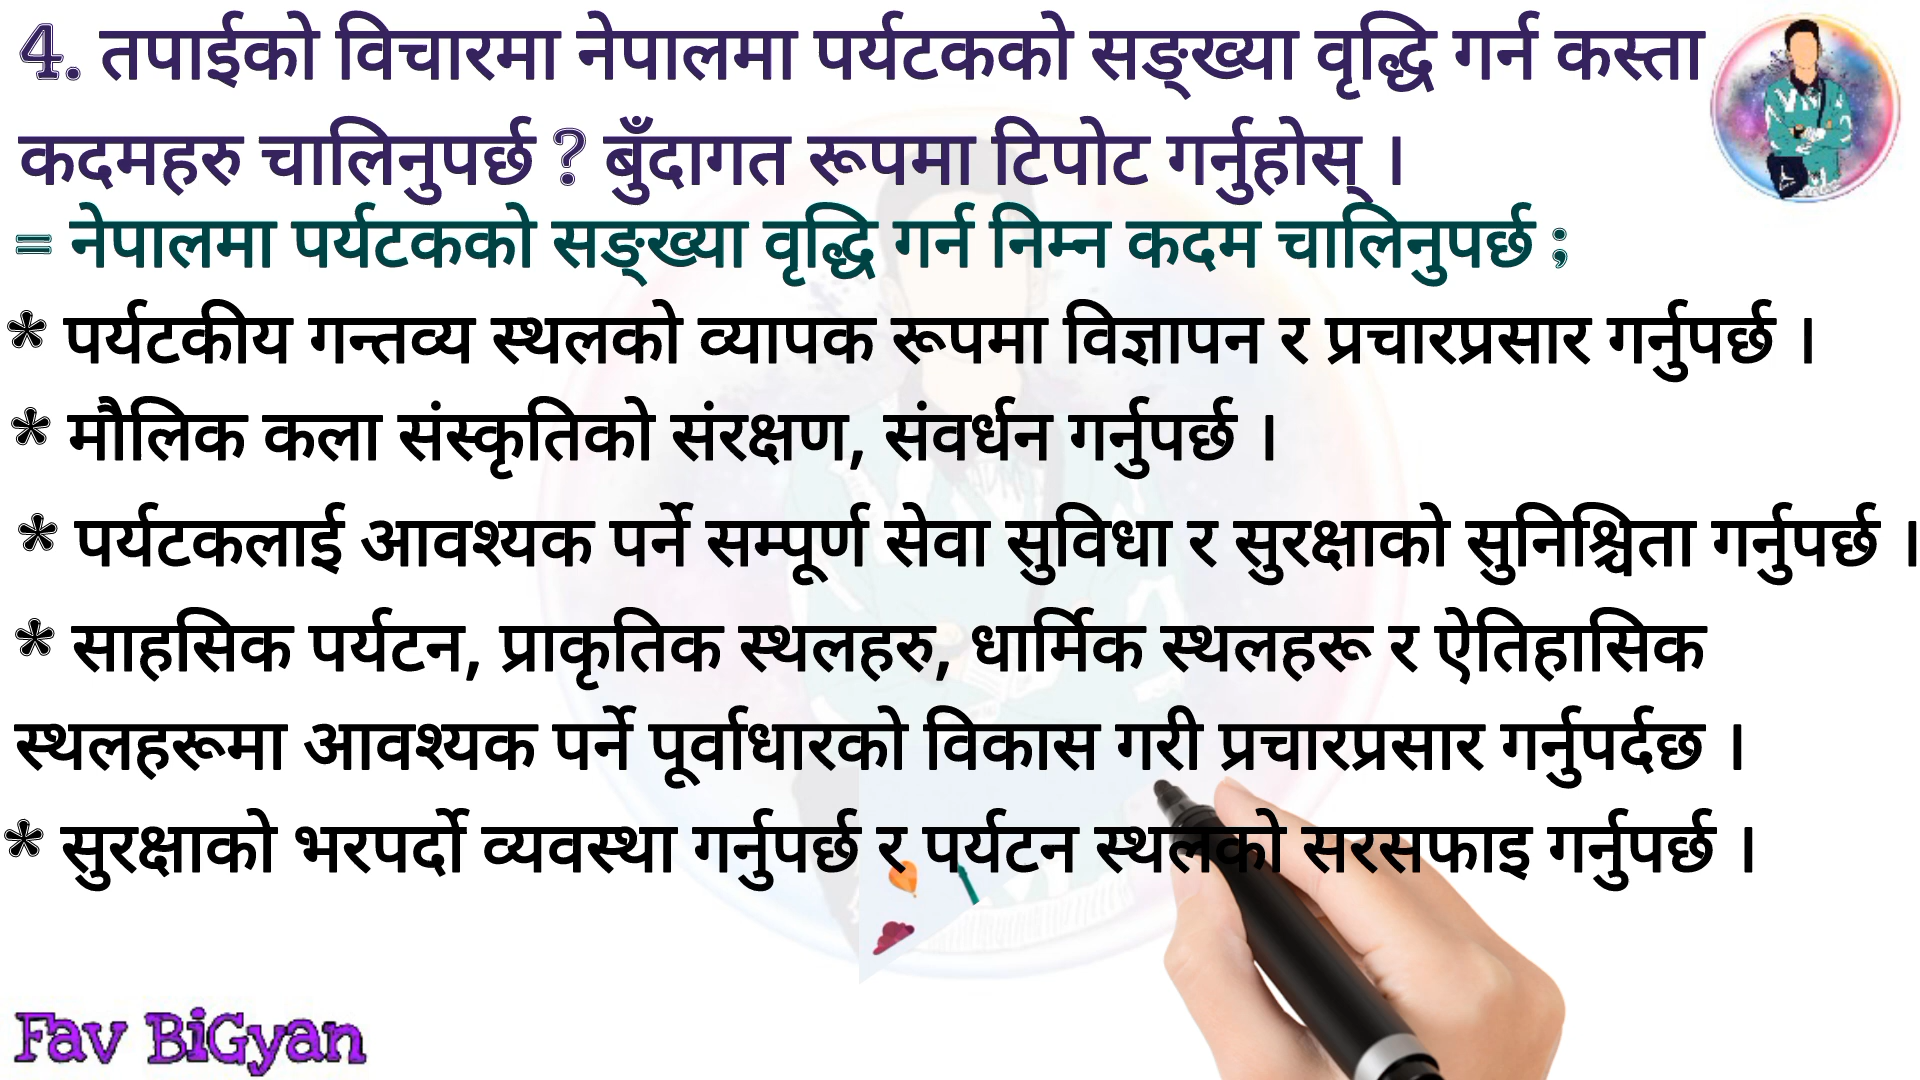 4. तपाईको विचारमा नेपालमा पर्यटकको सङ्ख्या वृद्धि गर्न कस्ता
कदमहरु चालिनुपर्छ ? बुँदागत रूपमा टिपोट गर्नुहोस् ।
= नेपालमा पर्यटकको सङ्ख्या वृद्धि गर्न निम्न कदम चालिनुपर्छ ;
* पर्यटकीय गन्तव्य स्थलको व्यापक रूपमा विज्ञापन र प्रचारप्रसार गर्नुपर्छ ।
* मौलिक कला संस्कृतिको संरक्षण, संवर्धन गर्नुपर्छ ।
* पर्यटकलाई आवश्यक पर्ने सम्पूर्ण सेवा सुविधा र सुरक्षाको सुनिश्चिता गर्नुपर्छ ।
* साहसिक पर्यटन, प्राकृतिक स्थलहरु, धार्मिक स्थलहरू र ऐतिहासिक
स्थलहरूमा आवश्यक पर्ने पूर्वाधारको विकास गरी प्रचारप्रसार गर्नुपर्दछ ।
* सुरक्षाको भरपर्दो व्यवस्था गर्नुपर्छ र पर्यटन स्थलको सरसफाइ गर्नुपर्छ ।
Fav BiGyan